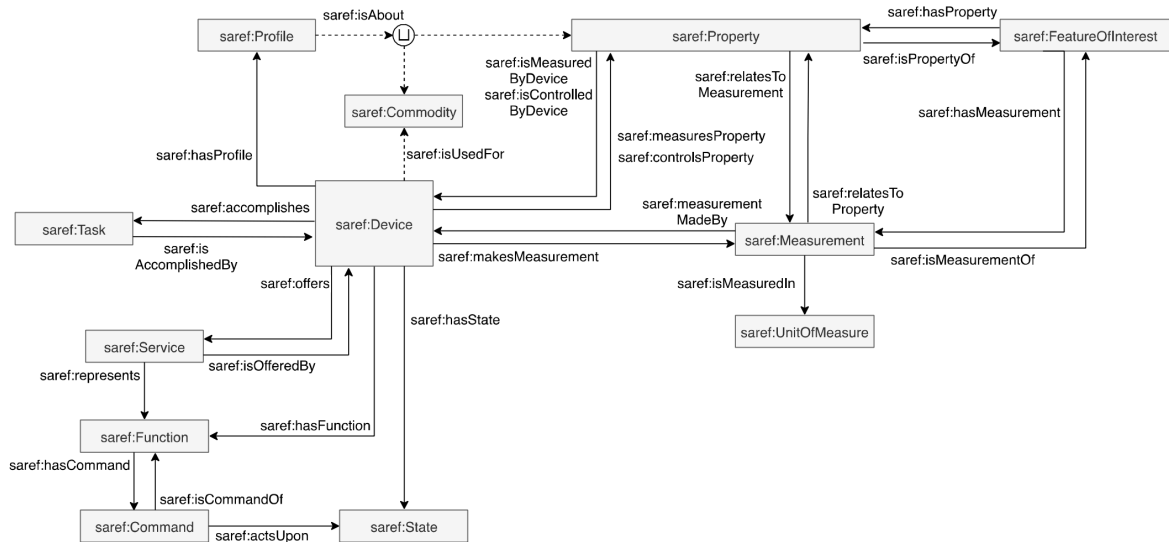 saref:isAbout
saref:hasProperty
saref:Profile
saref:Property
saref:FeatureOfInterest
saref:isMeasured
ByDevice
saref:isControlled
ByDevice
saref:relatesTo
Measurement
saref:isPropertyOf
saref:Commodity
saref:hasMeasurement
saref:hasProfile
saref:isUsedFor
saref:measuresProperty
saref:controlsProperty
saref:relatesTo
Property
saref:accomplishes
saref:measurement
MadeBy
saref:Task
saref:Device
saref:Measurement
saref:is
AccomplishedBy
saref:makesMeasurement
saref:isMeasurementOf
saref:offers
saref:isMeasuredIn
saref:hasState
saref:UnitOfMeasure
saref:Service
saref:isOfferedBy
saref:represents
saref:hasFunction
saref:Function
saref:hasCommand
saref:isCommandOf
saref:Command
saref:actsUpon
saref:State